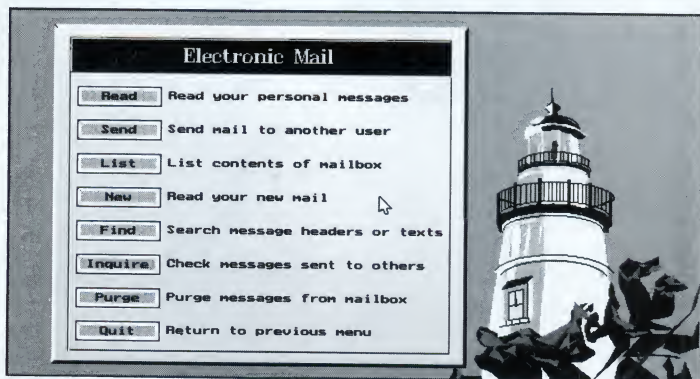 Electronic Mail
Read Read your personal messages
Send Send mail to another user
List List contents of mailbox
New Read your new mail
Find Search message headers or texts
Inquire Check messages sent to others
Purge Purge messages from mailbox
Quit Return to previous menu